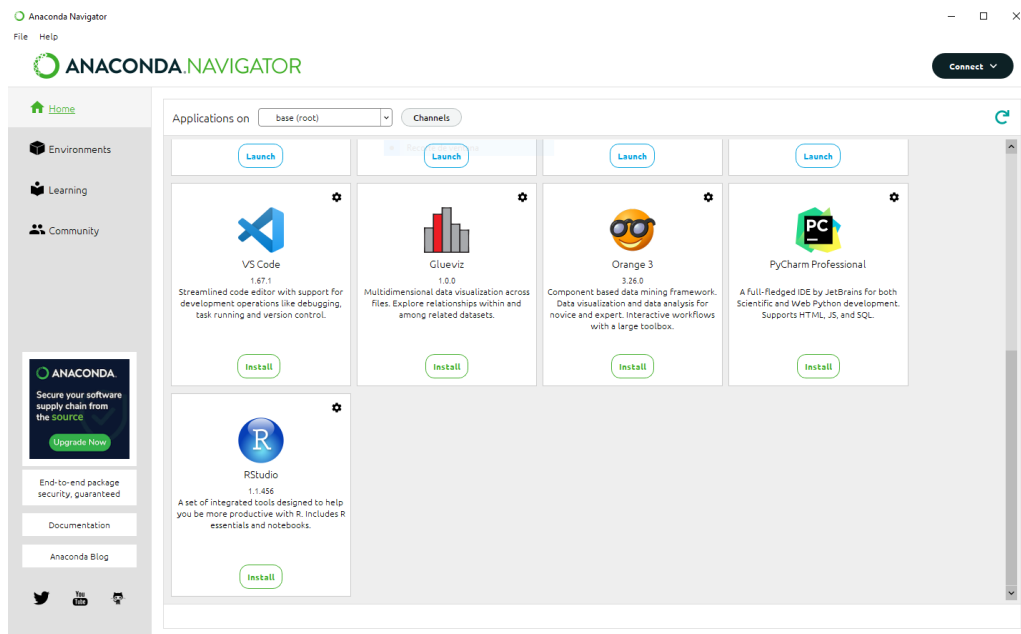 Anaconda Navigator
File Help
ANACONDA.NAVIGATOR
Connect
Home
Environments
Learning
Community
Applications on base (root) Channels
Launch Launch Launch Launch
VS Code
1.67.1
Streamlined code editor with support for
development operations like debugging,
task running and version control.
Install
Glueviz
1.0.0
Multidimensional data visualization across
files. Explore relationships within and
among related datasets.
Install
Orange 3
3.26.0
Component based data mining framework.
Data visualization and data analysis for
novice and expert. Interactive workflows
with a large toolbox.
Install
PC
PyCharm Professional
A full-fledged IDE by JetBrains for both
Scientific and Web Python development.
Supports HTML, JS, and SQL.
Install
R
RStudio
1.1.456
A set of integrated tools designed to help
you be more productive with R. Includes R
essentials and notebooks.
Install
ANACONDA.
Secure your software
supply chain from
the source
Upgrade Now
End-to-end package
security, guaranteed
Documentation
Anaconda Blog
You
Tube